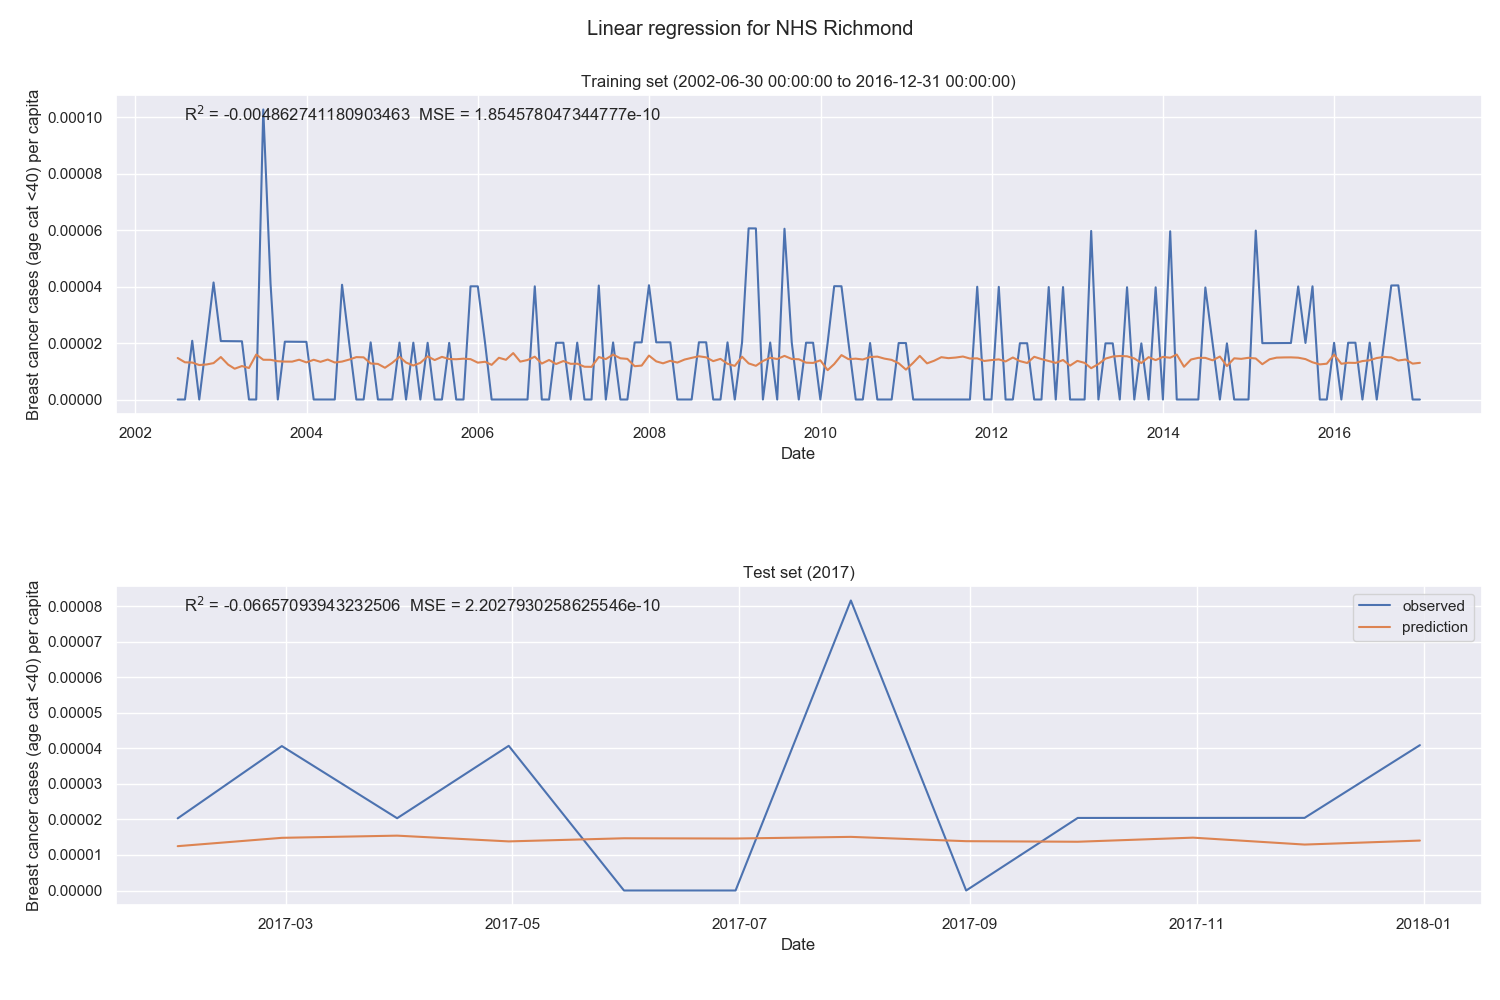 Linear regression for NHS Richmond
Training set (2002-06-30 00:00:00 to 2016-12-31 00:00:00)
R² = -0.004862741180903463 MSE = 1.854578047344777e-10
Breast cancer cases (age cat <40) per capita
0.00010
0.00008
0.00006
0.00004
0.00002
0.00000
2002 2004 2006 2008 2010 2012 2014 2016
Date
Test set (2017)
R² = -0.06657093943232506 MSE = 2.2027930258625546e-10
observed
prediction
Breast cancer cases (age cat <40) per capita
0.00008
0.00007
0.00006
0.00005
0.00004
0.00003
0.00002
0.00001
0.00000
2017-03 2017-05 2017-07 2017-09 2017-11 2018-01
Date